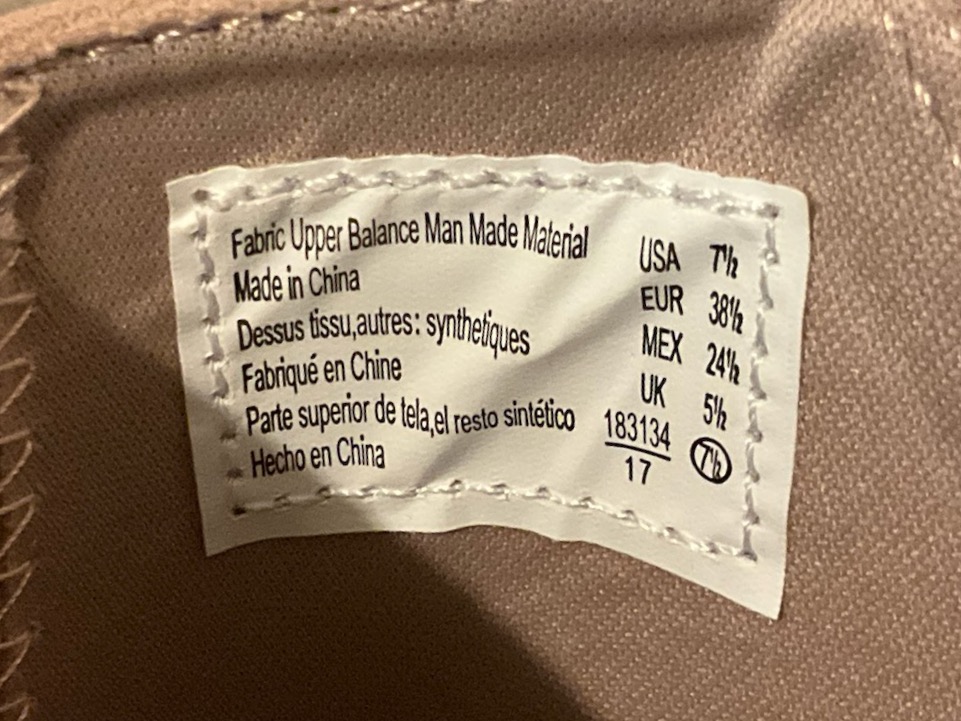 Fabric Upper Balance Man Made Material
Made in China
Dessus tissu,autres: synthetiques
Fabriqué en Chine
Parte superior de tela,el resto sintético
Hecho en China
USA 7½
EUR 38½
MEX 24½
UK 5½
183134
17
7½